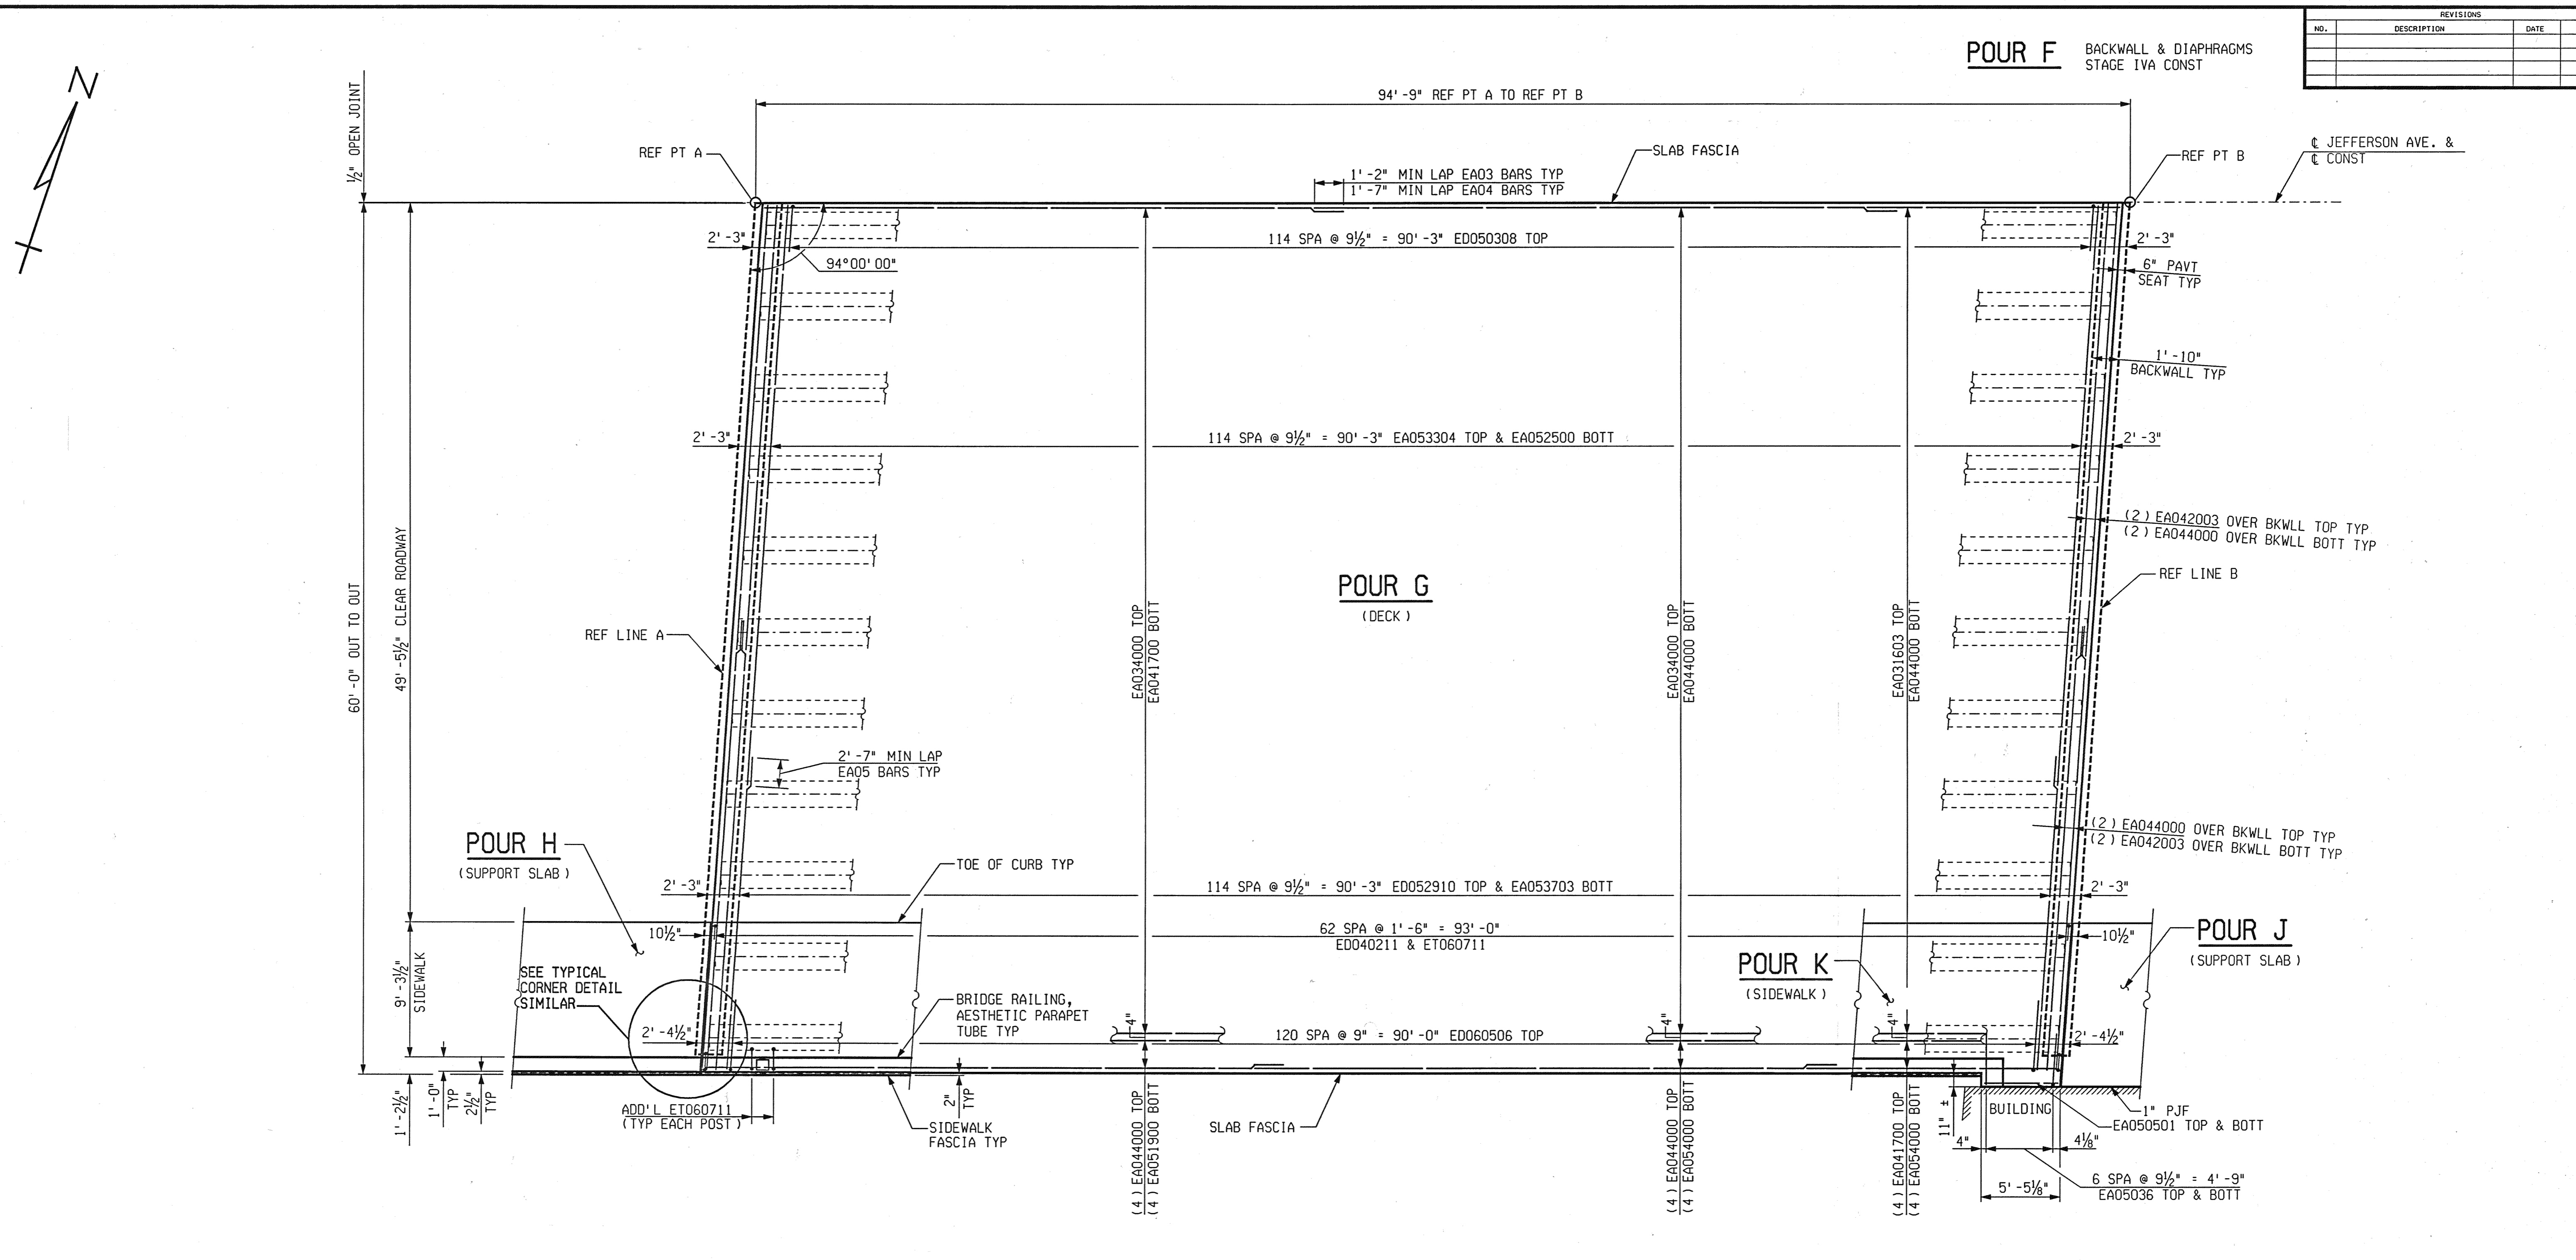 REVISIONS
NO. DESCRIPTION DATE
POUR F
BACKWALL & DIAPHRAGMS
STAGE IVA CONST
N
½" OPEN JOINT
94'-9" REF PT A TO REF PT B
REF PT A
SLAB FASCIA
REF PT B
℄ JEFFERSON AVE. &
℄ CONST
1'-2" MIN LAP EA03 BARS TYP
1'-7" MIN LAP EA04 BARS TYP
2'-3"
114 SPA @ 9½" = 90'-3" ED050308 TOP
2'-3"
94°00'00"
6" PAVT
SEAT TYP
1'-10"
BACKWALL TYP
2'-3"
114 SPA @ 9½" = 90'-3" EA053304 TOP & EA052500 BOTT
2'-3"
(2) EA042003 OVER BKWLL TOP TYP
(2) EA044000 OVER BKWLL BOTT TYP
REF LINE B
POUR G
(DECK)
60'-0" OUT TO OUT
49'-5½" CLEAR ROADWAY
REF LINE A
EA034000 TOP
EA041700 BOTT
EA034000 TOP
EA044000 BOTT
EA031603 TOP
EA044000 BOTT
2'-7" MIN LAP
EA05 BARS TYP
(2) EA044000 OVER BKWLL TOP TYP
(2) EA042003 OVER BKWLL BOTT TYP
POUR H
(SUPPORT SLAB)
TOE OF CURB TYP
2'-3"
114 SPA @ 9½" = 90'-3" ED052910 TOP & EA053703 BOTT
2'-3"
10½"
62 SPA @ 1'-6" = 93'-0"
ED040211 & ET060711
10½"
POUR J
(SUPPORT SLAB)
POUR K
(SIDEWALK)
9'-3½"
SIDEWALK
SEE TYPICAL
CORNER DETAIL
SIMILAR
BRIDGE RAILING,
AESTHETIC PARAPET
TUBE TYP
2'-4½"
4"
120 SPA @ 9" = 90'-0" ED060506 TOP
4"
4"
2'-4½"
1'-2½"
1'-0"
TYP
2½"
TYP
ADD'L ET060711
(TYP EACH POST)
2"
TYP
SIDEWALK
FASCIA TYP
SLAB FASCIA
(4) EA044000 TOP
(4) EA051900 BOTT
(4) EA044000 TOP
(4) EA054000 BOTT
(4) EA041700 TOP
(4) EA054000 BOTT
11" ±
BUILDING
1" PJF
EA050501 TOP & BOTT
4"
4⅛"
6 SPA @ 9½" = 4'-9"
EA05036 TOP & BOTT
5'-5⅛"